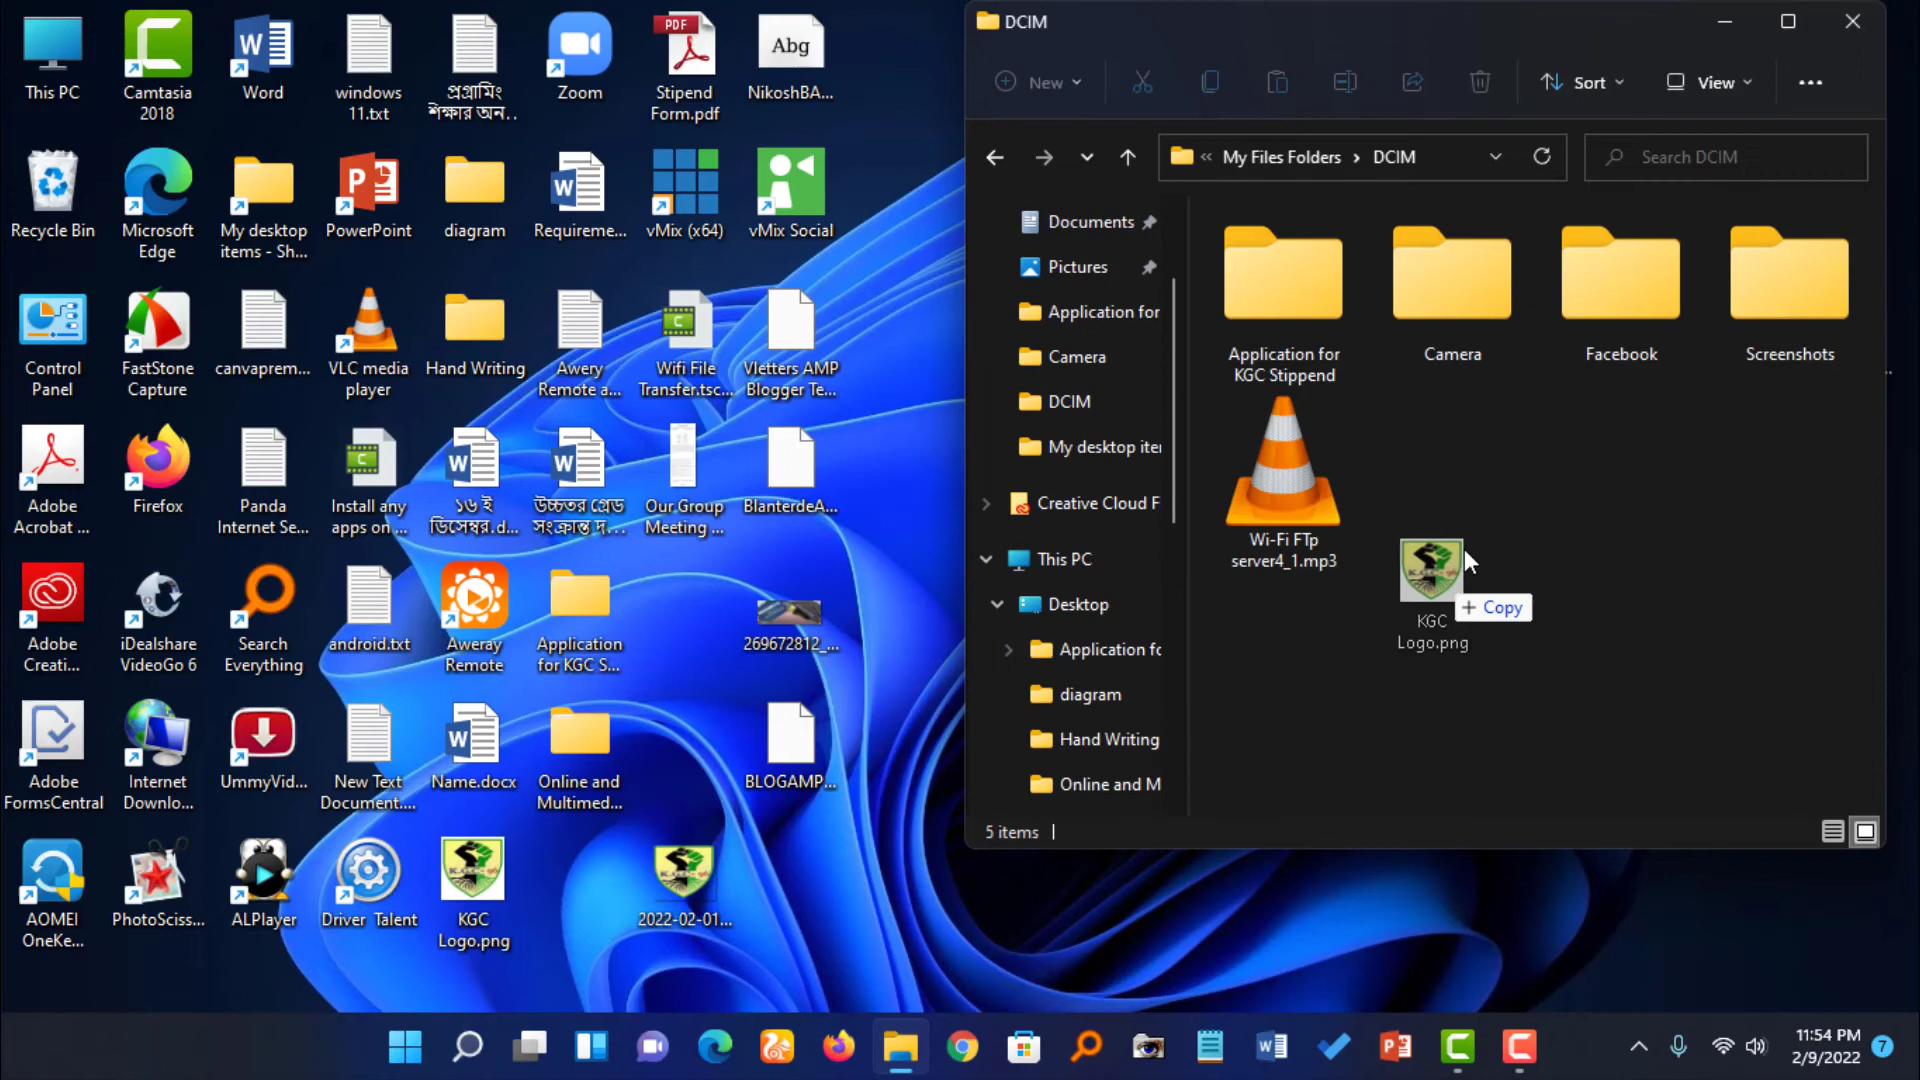 This PC
Camtasia
2018
Word
windows
11.txt
প্রগ্রামিং
শিক্ষার অন...
Zoom
PDF
Stipend
Form.pdf
Abg
NikoshBA...
Recycle Bin
Microsoft
Edge
My desktop
items - Sh...
PowerPoint
diagram
Requireme...
vMix (x64)
vMix Social
Control
Panel
FastStone
Capture
canvaprem...
VLC media
player
Hand Writing
Awery
Remote a...
Wifi File
Transfer.tsc...
Vletters AMP
Blogger Te...
Adobe
Acrobat ...
Firefox
Panda
Internet Se...
Install any
apps on ...
১৬ ই
ডিসেম্বর.d...
উচ্চতর গ্রেড
সংক্রান্ত দ...
Our Group
Meeting ...
BlanterdeA...
Adobe
Creati...
iDealshare
VideoGo 6
Search
Everything
android.txt
Aweray
Remote
Application
for KGC S...
269672812_...
Adobe
FormsCentral
Internet
Downlo...
UmmyVid...
New Text
Document....
Name.docx
Online and
Multimed...
BLOGAMP...
AOMEI
OneKe...
PhotoSciss...
ALPlayer
Driver Talent
KGC
Logo.png
2022-02-01...
DCIM
New
Sort
View
« My Files Folders › DCIM
Search DCIM
Documents
Pictures
Application for
Camera
DCIM
My desktop iter
Creative Cloud F
This PC
Desktop
Application fo
diagram
Hand Writing
Online and M
Application for
KGC Stippend
Camera
Facebook
Screenshots
Wi-Fi FTp
server4_1.mp3
+ Copy
KGC
Logo.png
5 items
11:54 PM
2/9/2022
7